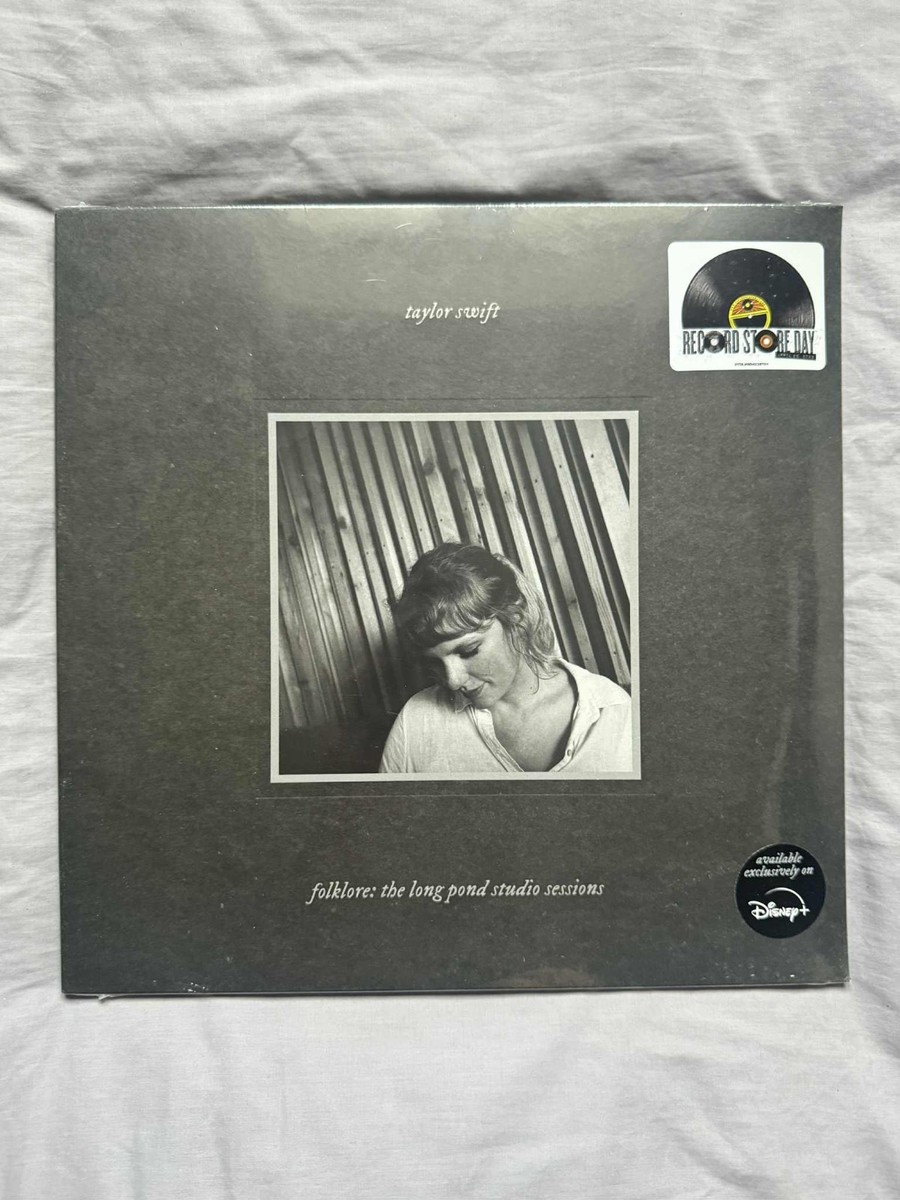 taylor swift
RECORD STORE DAY
folklore: the long pond studio sessions
available
exclusively on
Disney+